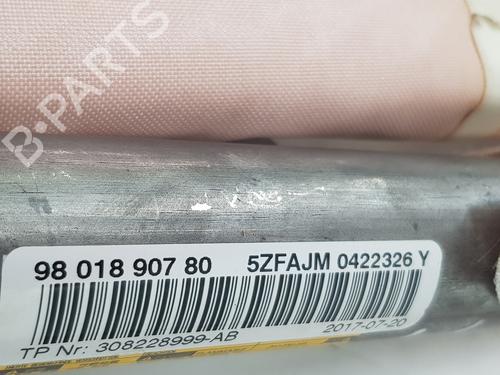 B-PARTS
98 018 907 80 5ZFAJM 0422326 Y
2017-07-20
TP Nr: 308228999-AB